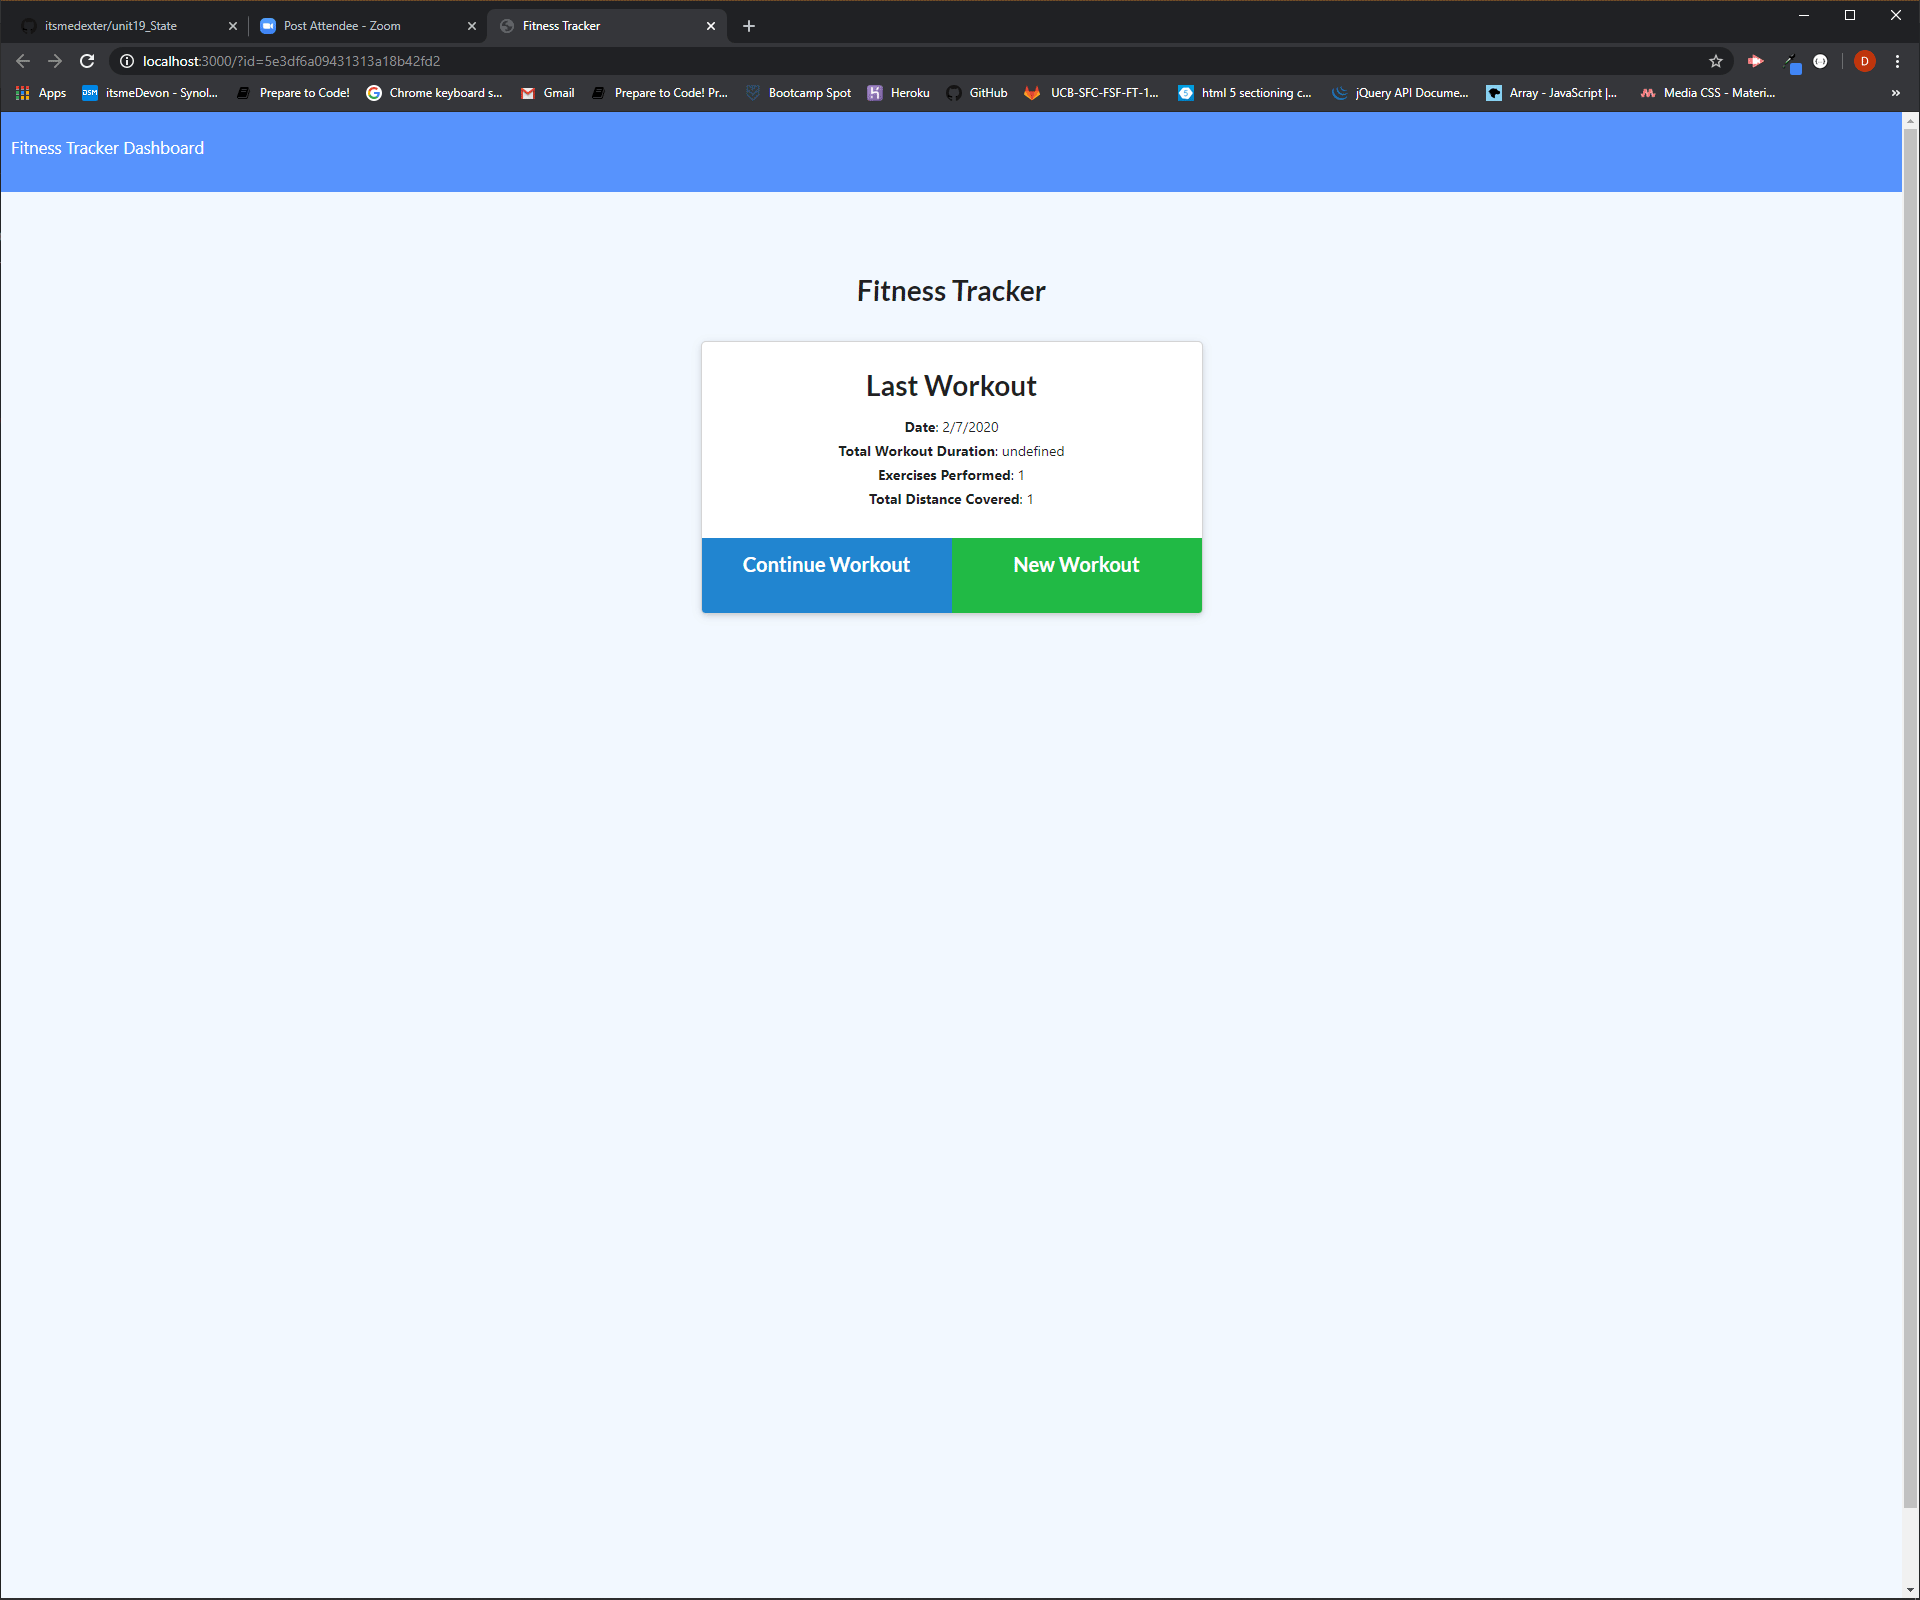 itsmedexter/unit19_State
Post Attendee - Zoom
Fitness Tracker
localhost:3000/?id=5e3df6a09431313a18b42fd2
D
Apps
DSM
itsmeDevon - Synol...
Prepare to Code!
Chrome keyboard s...
Gmail
Prepare to Code! Pr...
Bootcamp Spot
Heroku
GitHub
UCB-SFC-FSF-FT-1...
html 5 sectioning c...
jQuery API Docume...
Array - JavaScript |...
Media CSS - Materi...
»
Fitness Tracker Dashboard
Fitness Tracker
Last Workout
Date: 2/7/2020
Total Workout Duration: undefined
Exercises Performed: 1
Total Distance Covered: 1
Continue Workout
New Workout